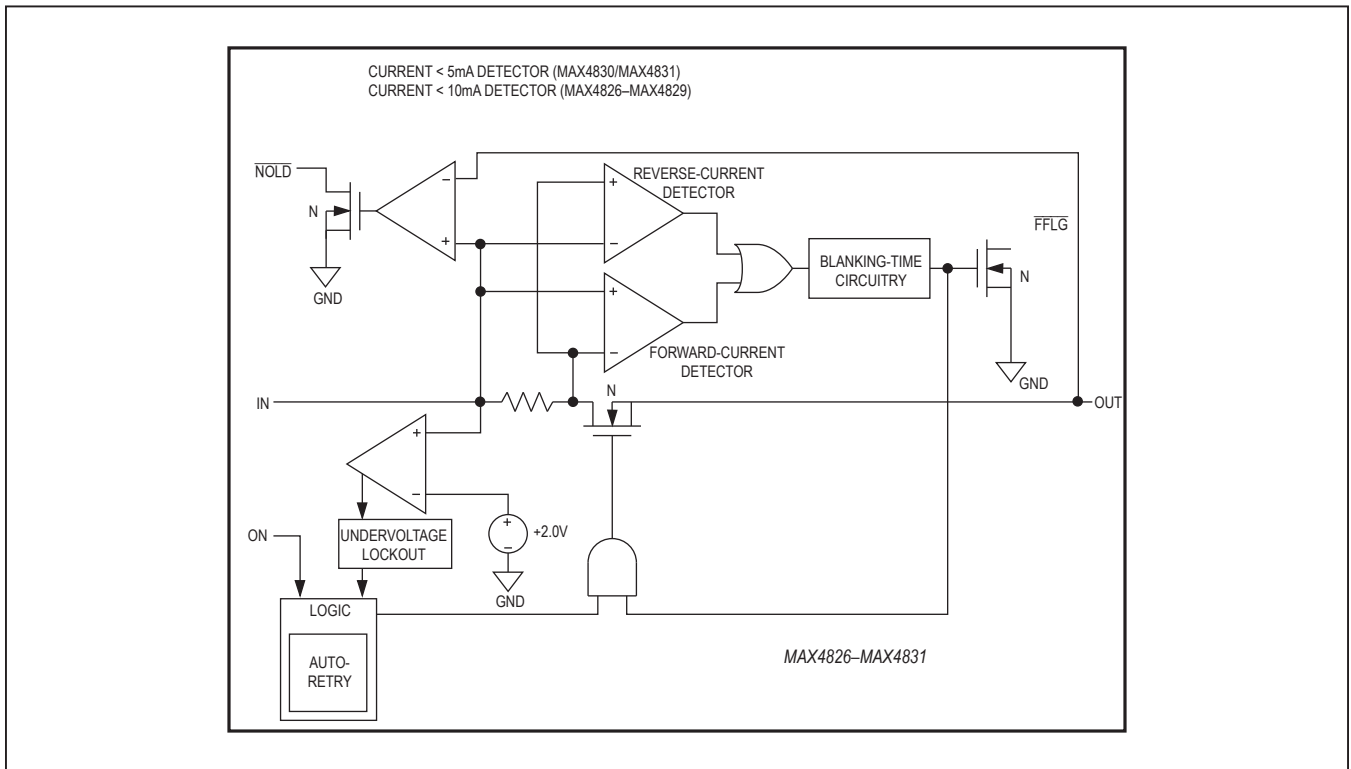 CURRENT < 5mA DETECTOR (MAX4830/MAX4831)
CURRENT < 10mA DETECTOR (MAX4826–MAX4829)
NOLD
−
+
N
GND
+
REVERSE-CURRENT
DETECTOR
−
+
−
FORWARD-CURRENT
DETECTOR
BLANKING-TIME
CIRCUITRY
FFLG
N
GND
IN
N
OUT
+
−
+
−
+2.0V
GND
ON
UNDERVOLTAGE
LOCKOUT
LOGIC
AUTO-
RETRY
MAX4826–MAX4831